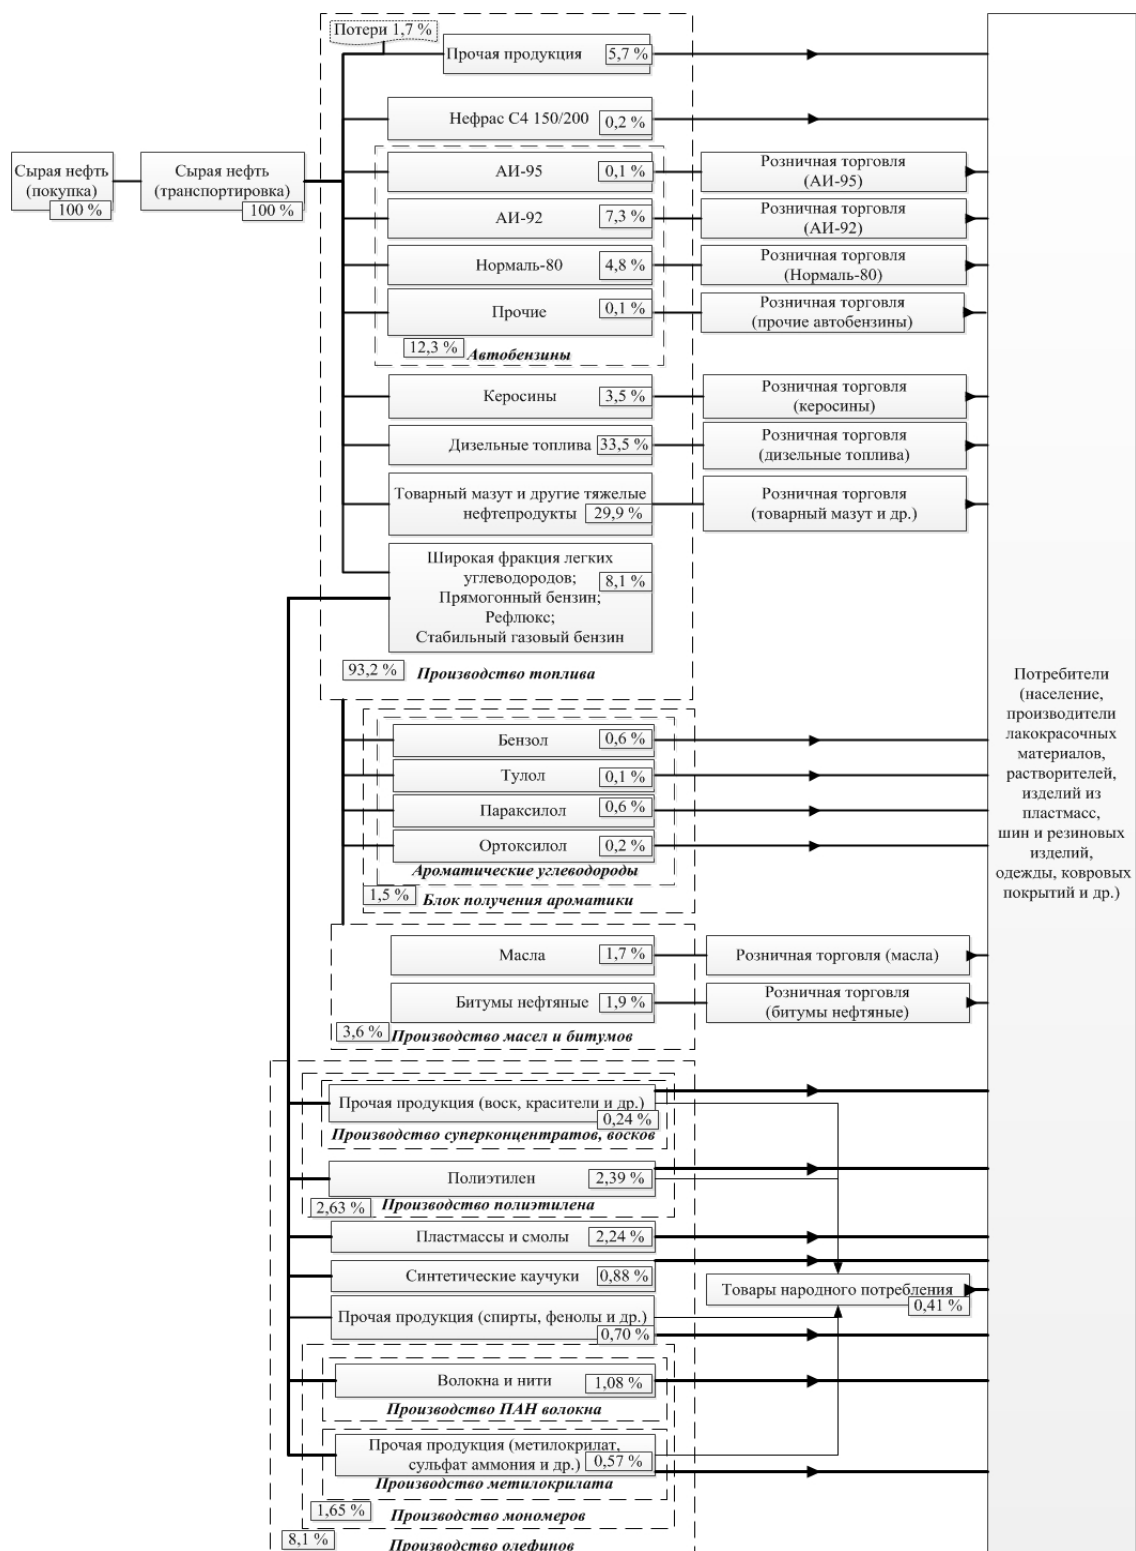 Потери 1,7 %
Прочая продукция
5,7 %
Нефрас С4 150/200
0,2 %
Сырая нефть
(покупка)
100 %
Сырая нефть
(транспортировка)
100 %
АИ-95
0,1 %
Розничная торговля
(АИ-95)
АИ-92
7,3 %
Розничная торговля
(АИ-92)
Нормаль-80
4,8 %
Розничная торговля
(Нормаль-80)
Прочие
0,1 %
Розничная торговля
(прочие автобензины)
12,3 %
Автобензины
Керосины
3,5 %
Розничная торговля
(керосины)
Дизельные топлива
33,5 %
Розничная торговля
(дизельные топлива)
Товарный мазут и другие тяжелые
нефтепродукты
29,9 %
Розничная торговля
(товарный мазут и др.)
Широкая фракция легких
углеводородов;
8,1 %
Прямогонный бензин;
Рефлюкс;
Стабильный газовый бензин
93,2 %
Производство топлива
Потребители
(население,
производители
лакокрасочных
материалов,
растворителей,
изделий из
пластмасс,
шин и резиновых
изделий,
одежды, ковровых
покрытий и др.)
Бензол
0,6 %
Тулол
0,1 %
Параксилол
0,6 %
Ортоксилол
0,2 %
Ароматические углеводороды
1,5 %
Блок получения ароматики
Масла
1,7 %
Розничная торговля (масла)
Битумы нефтяные
1,9 %
Розничная торговля
(битумы нефтяные)
3,6 %
Производство масел и битумов
Прочая продукция (воск, красители и др.)
0,24 %
Производство суперконцентратов, восков
Полиэтилен
2,39 %
2,63 %
Производство полиэтилена
Пластмассы и смолы
2,24 %
Синтетические каучуки
0,88 %
Товары народного потребления
0,41 %
Прочая продукция (спирты, фенолы и др.)
0,70 %
Волокна и нити
1,08 %
Производство ПАН волокна
Прочая продукция (метилокрилат,
сульфат аммония и др.)
0,57 %
Производство метилокрилата
1,65 %
Производство мономеров
8,1 %
Производство олефинов